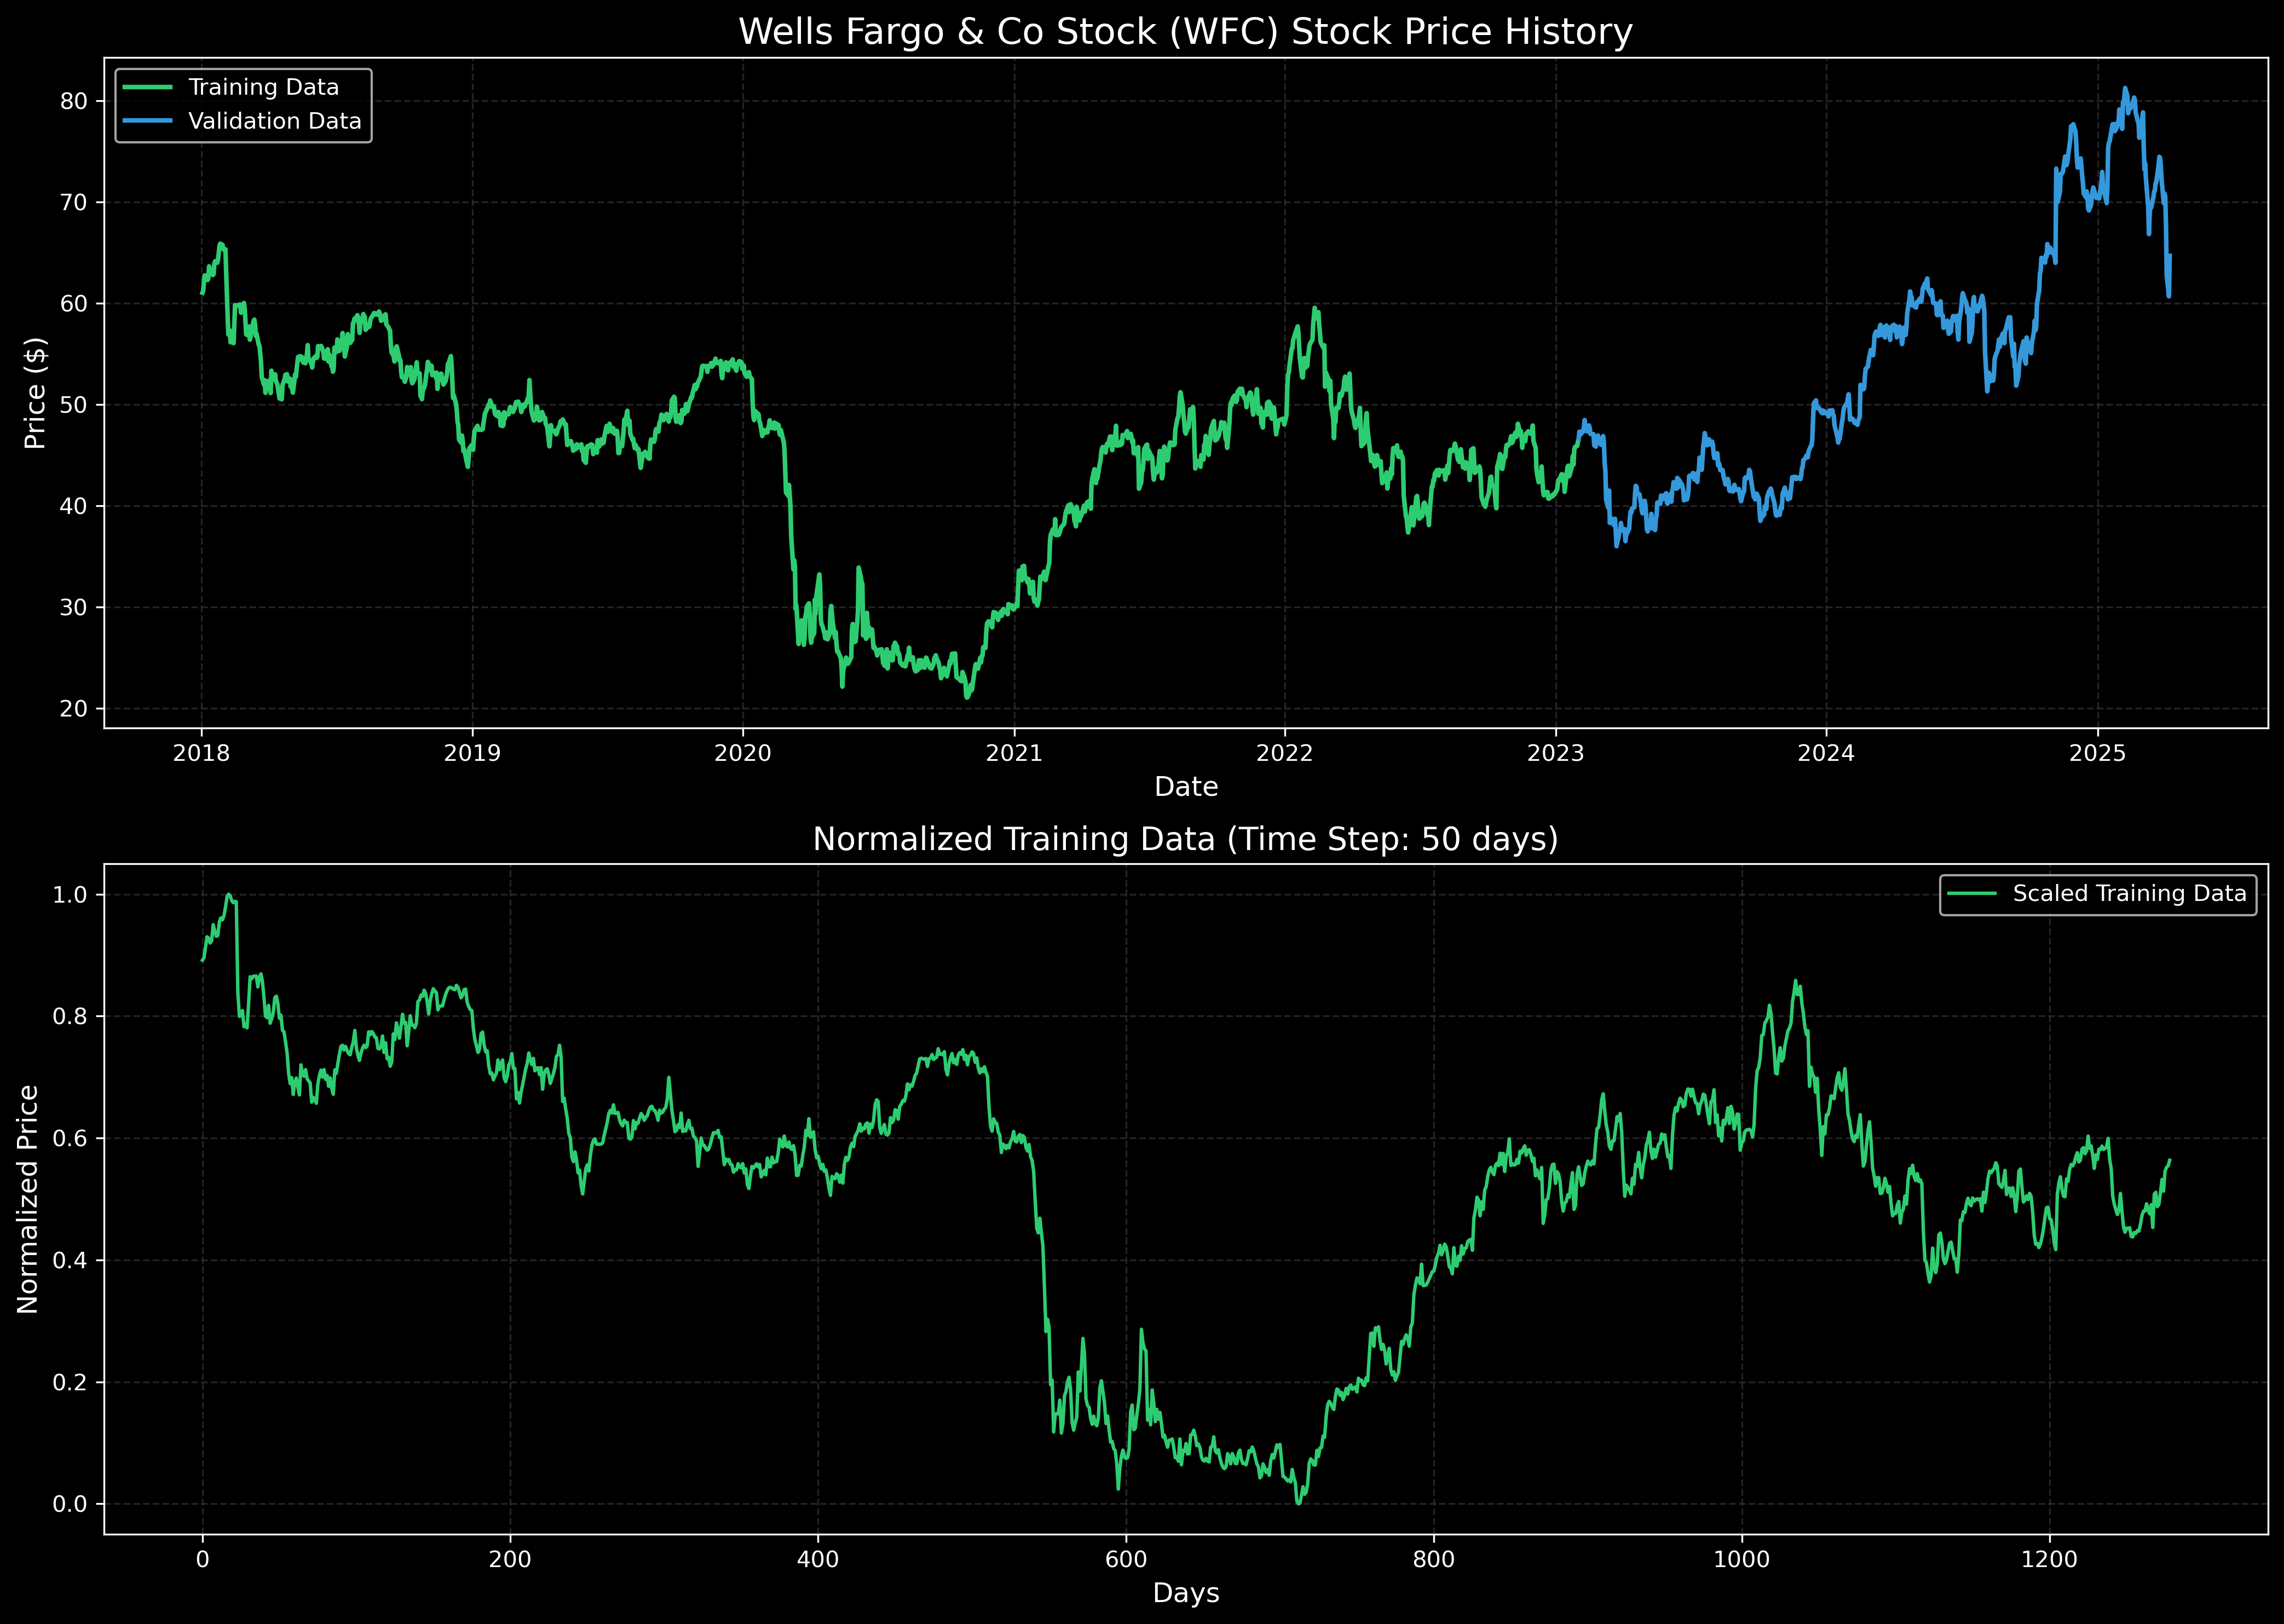 Wells Fargo & Co Stock (WFC) Stock Price History
Training Data
Validation Data
Price ($)
80
70
60
50
40
30
20
2018 2019 2020 2021 2022 2023 2024 2025
Date
Normalized Training Data (Time Step: 50 days)
Scaled Training Data
Normalized Price
1.0
0.8
0.6
0.4
0.2
0.0
0 200 400 600 800 1000 1200
Days